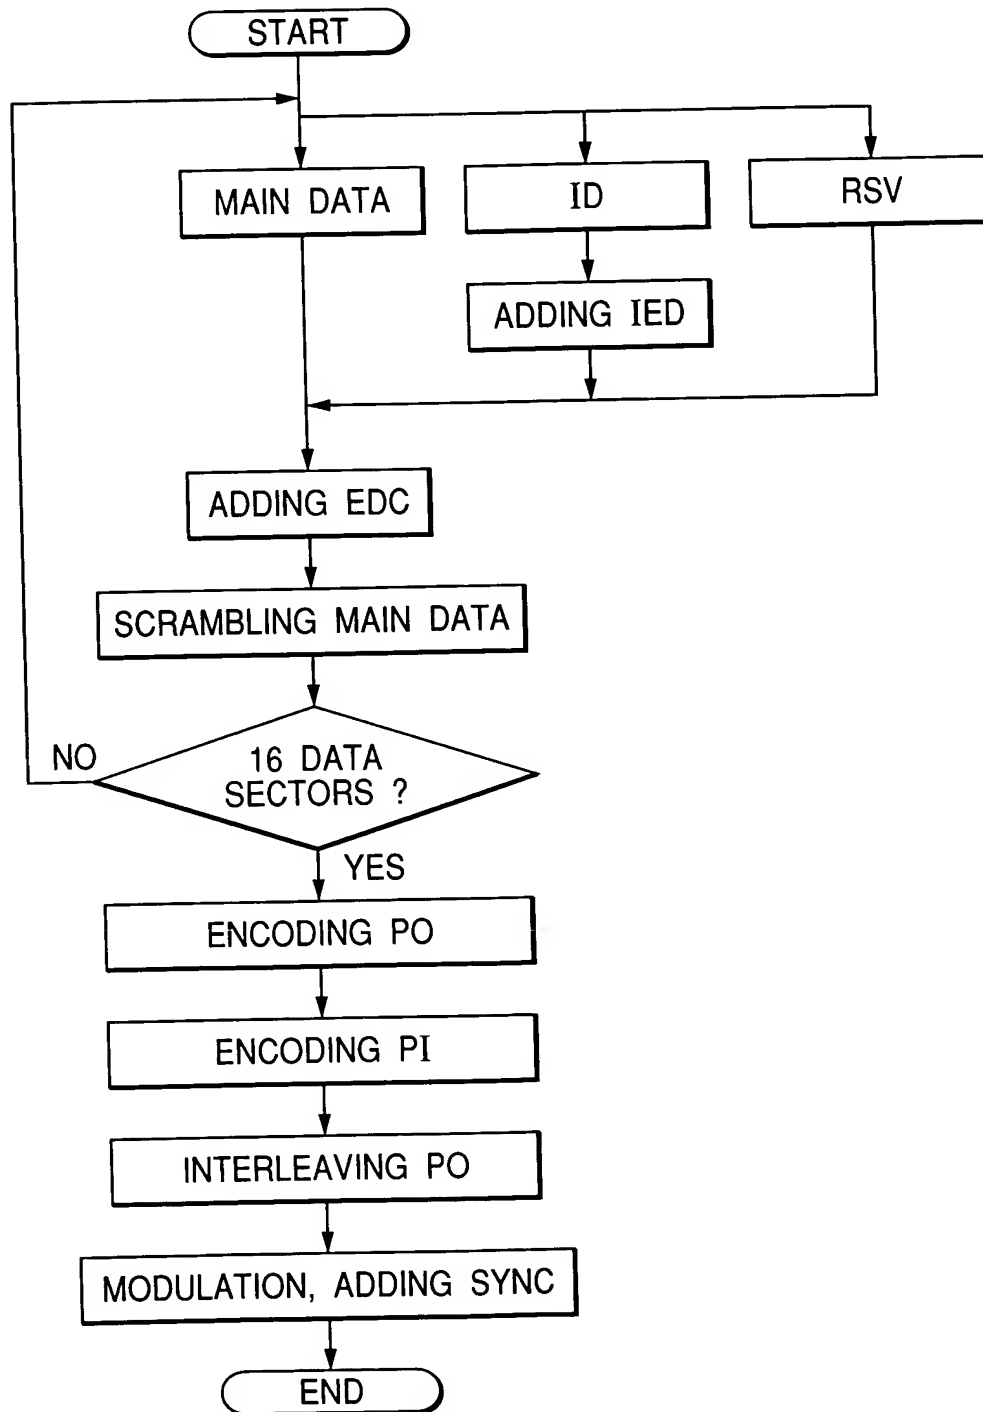 START
MAIN DATA
ID
RSV
ADDING IED
ADDING EDC
SCRAMBLING MAIN DATA
16 DATA
SECTORS ?
NO
YES
ENCODING PO
ENCODING PI
INTERLEAVING PO
MODULATION, ADDING SYNC
END